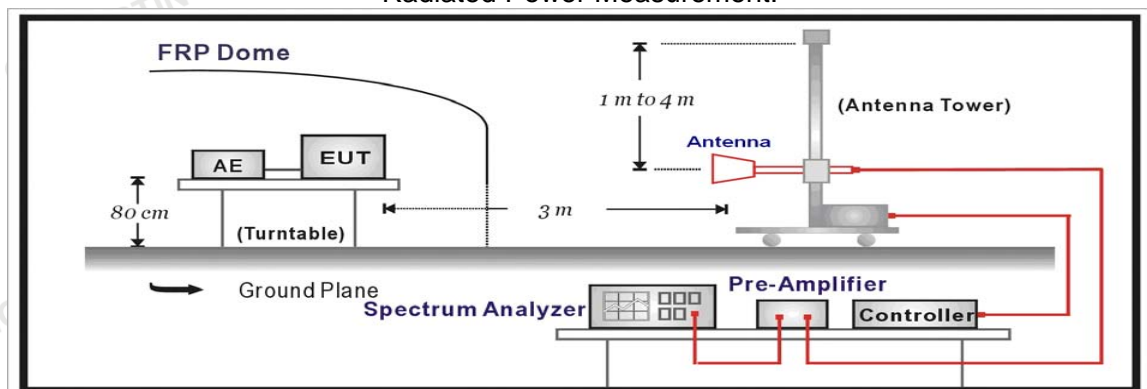 Radiated Power Measurement:
FRP Dome
1 m to 4 m
(Antenna Tower)
Antenna
AE
EUT
80 cm
3 m
(Turntable)
Ground Plane
Pre-Amplifier
Spectrum Analyzer
Controller